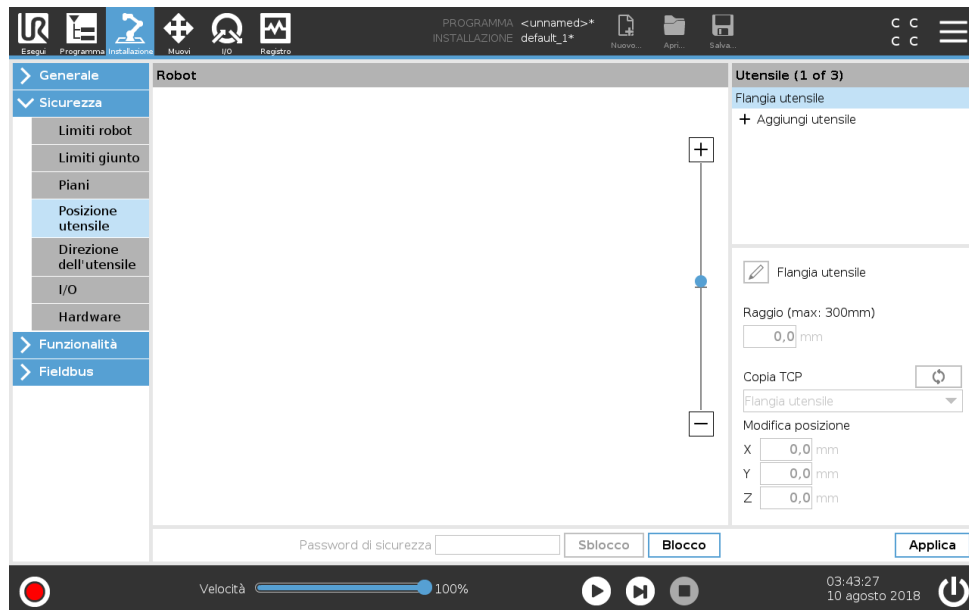 PROGRAMMA <unnamed>*
INSTALLAZIONE default_1*
UR
Esegui Programma Installazione Muovi I/O Registro Nuovo... Apri... Salva...
C C
C C
Generale
Sicurezza
Limiti robot
Limiti giunto
Piani
Posizione
utensile
Direzione
dell'utensile
I/O
Hardware
Funzionalità
Fieldbus
Robot
Utensile (1 of 3)
Flangia utensile
+ Aggiungi utensile
Flangia utensile
Raggio (max: 300mm)
0,0 mm
Copia TCP
Flangia utensile
Modifica posizione
X 0,0 mm
Y 0,0 mm
Z 0,0 mm
Password di sicurezza Sblocco Blocco Applica
Velocità 100%
03:43:27
10 agosto 2018